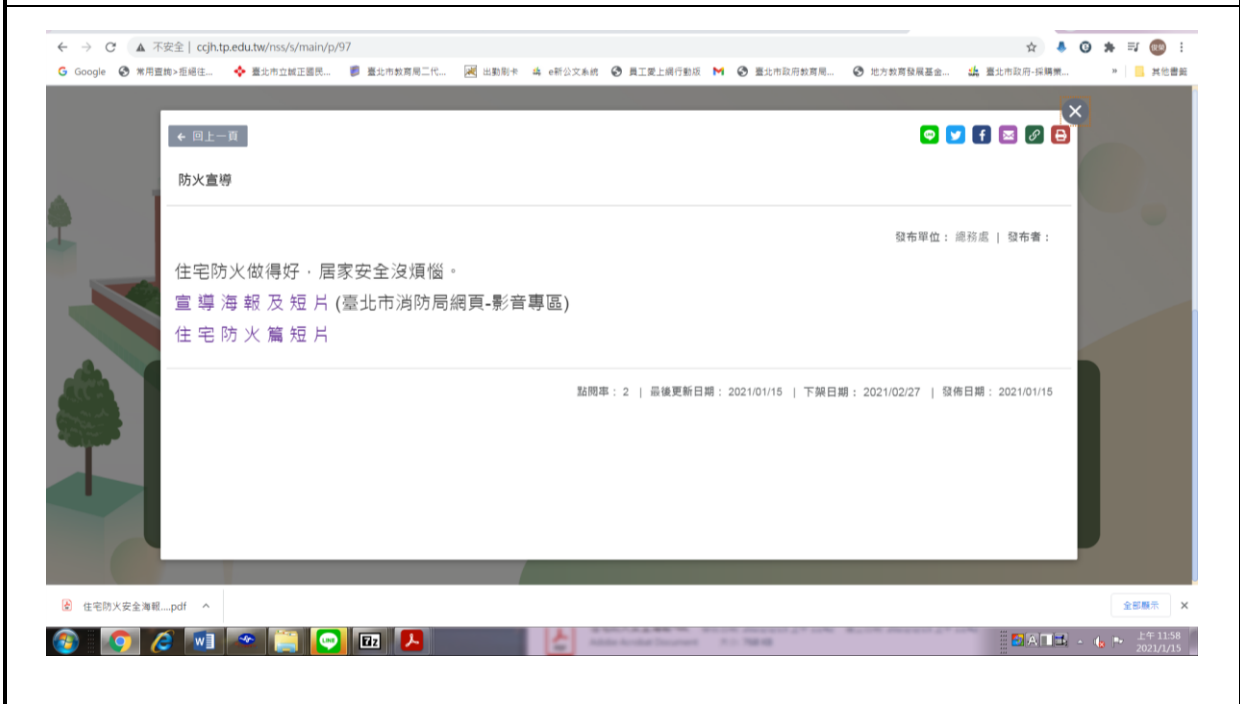 不安全 | ccjh.tp.edu.tw/nss/s/main/p/97
Google 常用查詢>拒絕往... 臺北市立誠正國民... 臺北市教育局二代... 出勤刷卡 e新公文系統 員工愛上網行動版 臺北市政府教育局... 地方教育發展基金... 臺北市政府-採購業... » 其他書籤
回上一頁
防火宣導
發布單位： 總務處 | 發布者：
住宅防火做得好，居家安全沒煩惱。
宣導海報及短片(臺北市消防局網頁-影音專區)
住宅防火篇短片
點閱率： 2 | 最後更新日期： 2021/01/15 | 下架日期： 2021/02/27 | 發佈日期： 2021/01/15
住宅防火安全海報....pdf
全部顯示
Adobe Acrobat Document
上午 11:58
2021/1/15